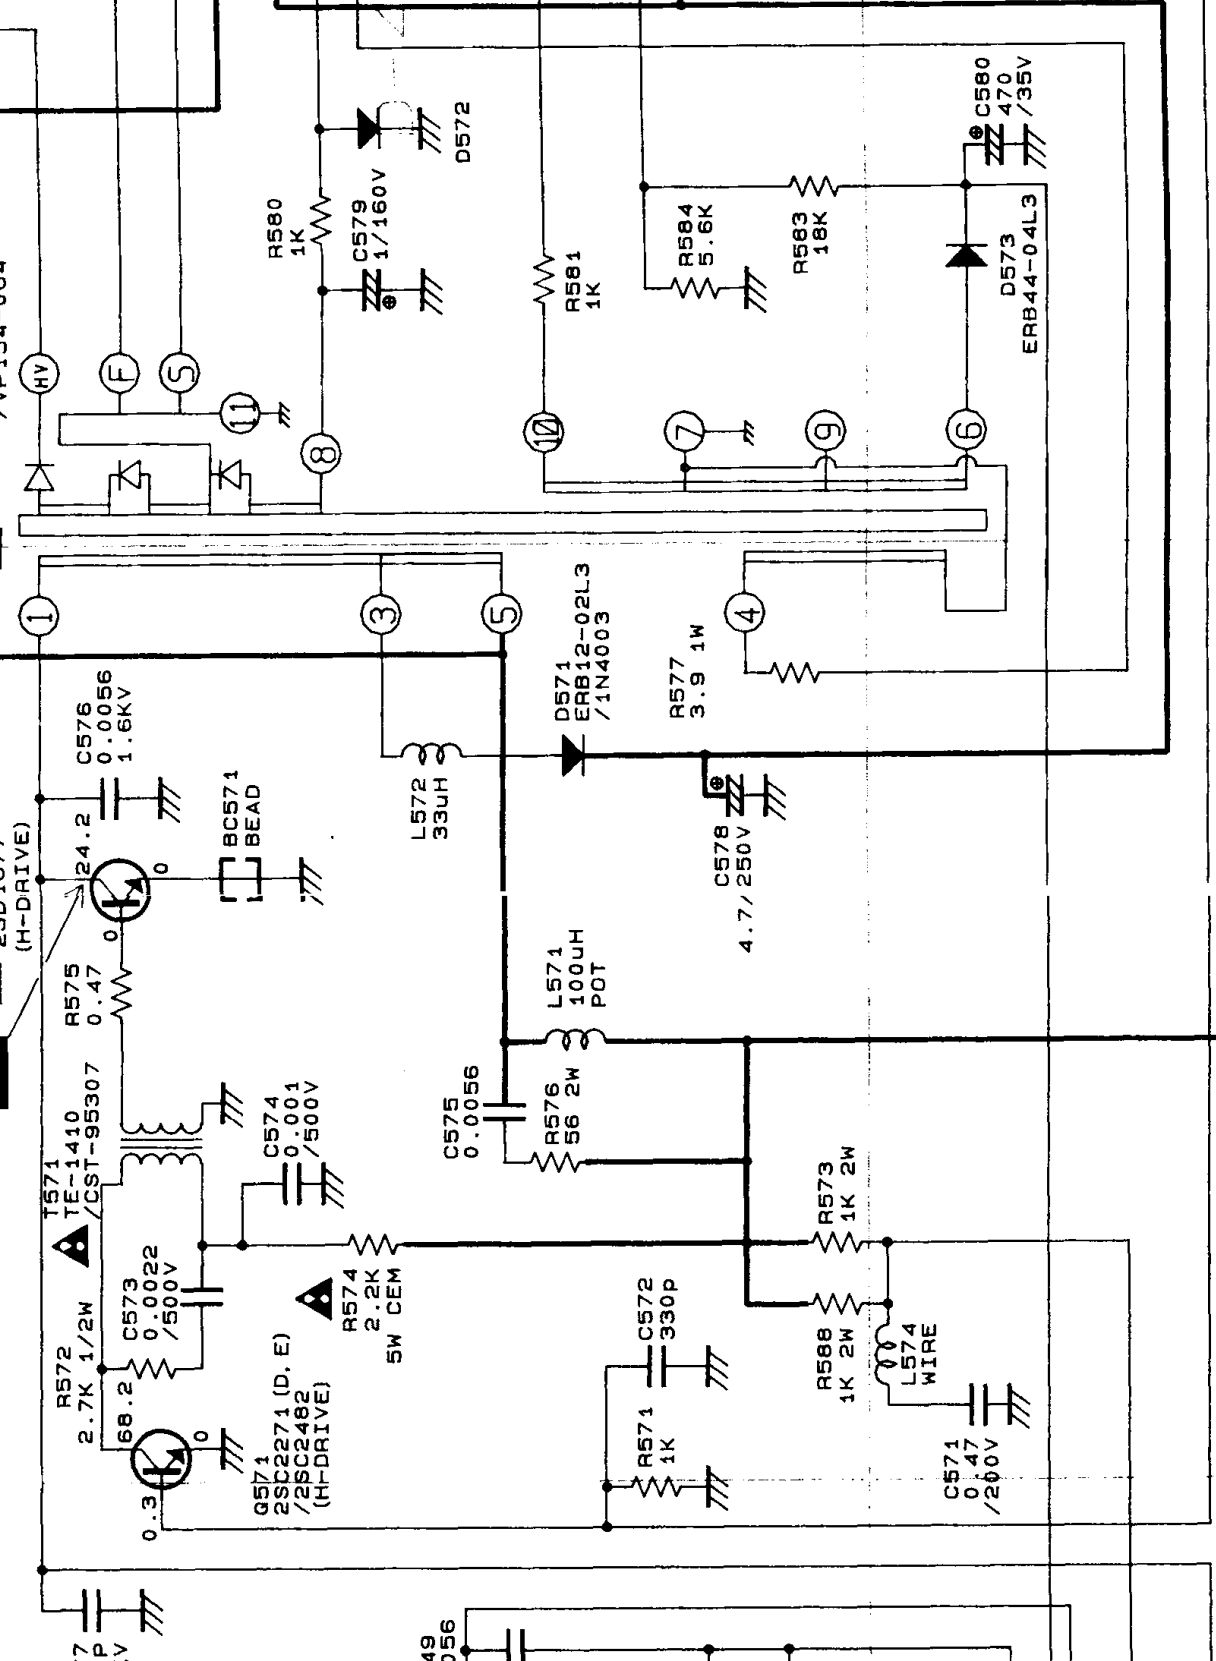 HV
F
S
11
8
10
7
9
6
1
3
5
4
D572
C580
470
/35V
R580
1K
C579
1/160V
R581
1K
R584
5.6K
R583
18K
D573
ERB44-04L3
C576
0.0056
1.6KV
24.2
(H-DRIVE)
0
BC571
BEAD
0
R575
0.47
L572
33uH
D571
ERB12-02L3
/1N4003
R577
3.9 1W
C578
4.7/250V
L571
100uH
POT
T571
TE-1410
/CST-95307
C574
0.001
/500V
C575
0.0056
R576
56 2W
R573
1K 2W
R572
2.7K 1/2W
C573
0.0022
/500V
R574
2.2K
5W CEM
C572
330p
R588
1K 2W
L574
WIRE
68.2
0
0.3
Q571
2SC2271(D,E)
/2SC2482
(H-DRIVE)
R571
1K
C571
0.47
/200V